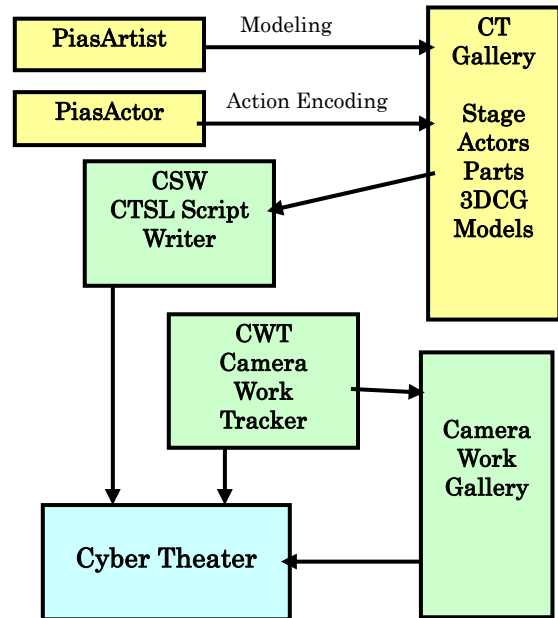 PiasArtist
Modeling
CT
Gallery
PiasActor
Action Encoding
Stage
Actors
Parts
3DCG
Models
CSW
CTSL Script
Writer
CWT
Camera
Work
Tracker
Camera
Work
Gallery
Cyber Theater